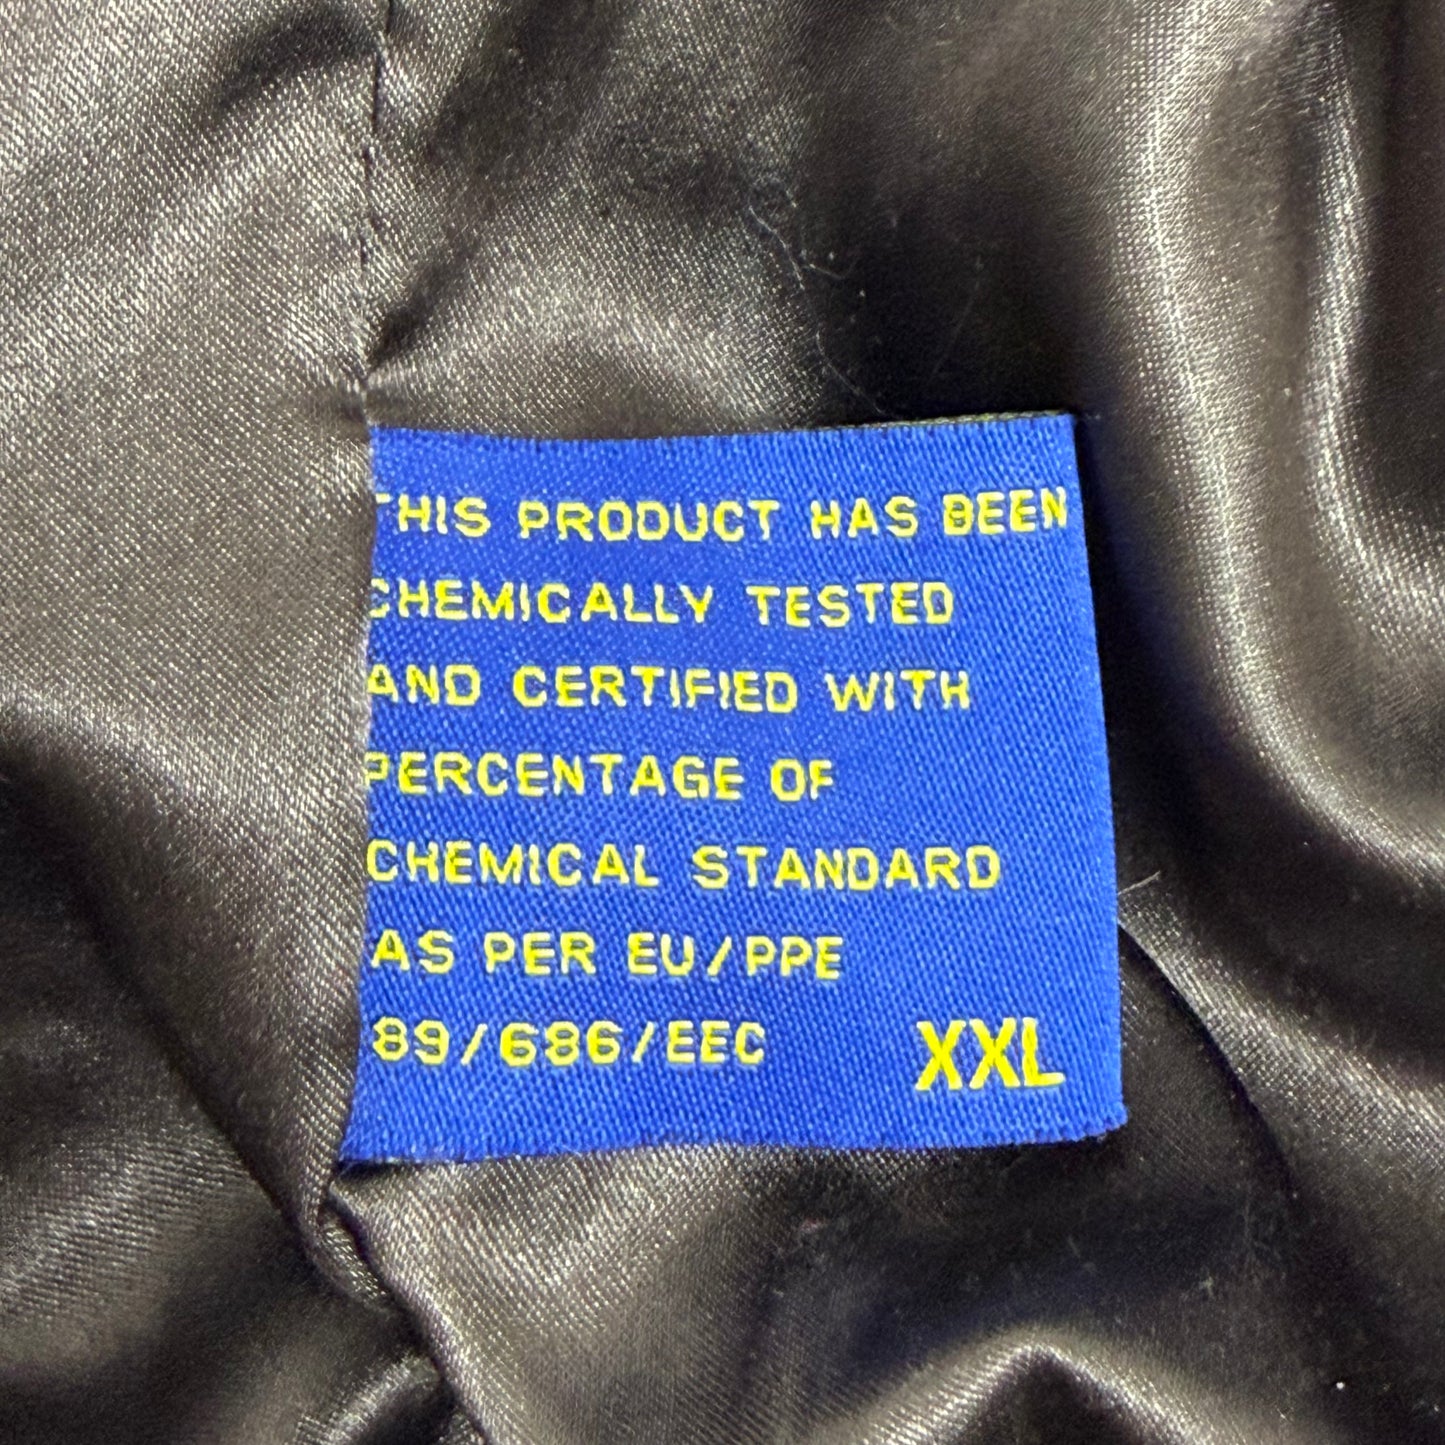 THIS PRODUCT HAS BEEN
CHEMICALLY TESTED
AND CERTIFIED WITH
PERCENTAGE OF
CHEMICAL STANDARD
AS PER EU/PPE
89/686/EEC XXL